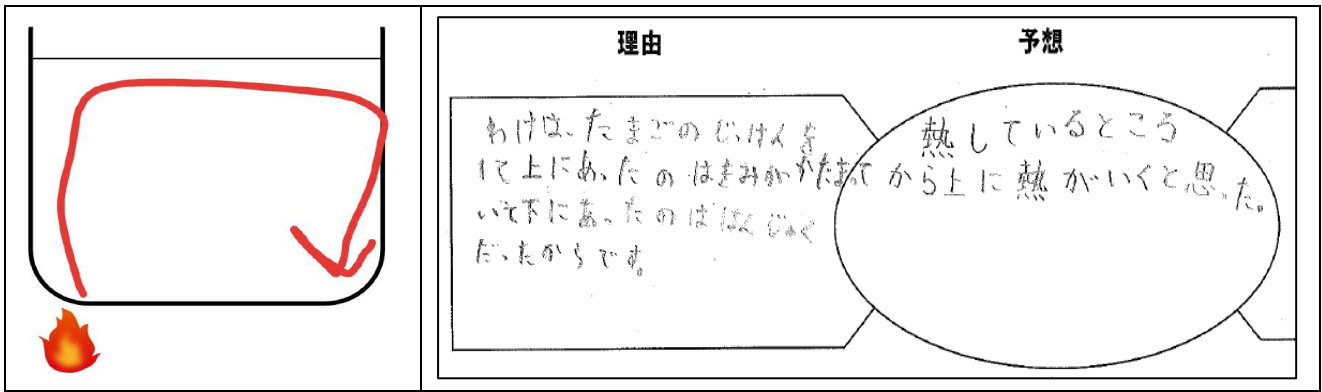 理由
わけは、たまごのじっけんを
して上にあったのはきみがかたまって
いて下にあったのははんじゅく
だったからです。
予想
熱しているところ
から上に熱がいくと思った。